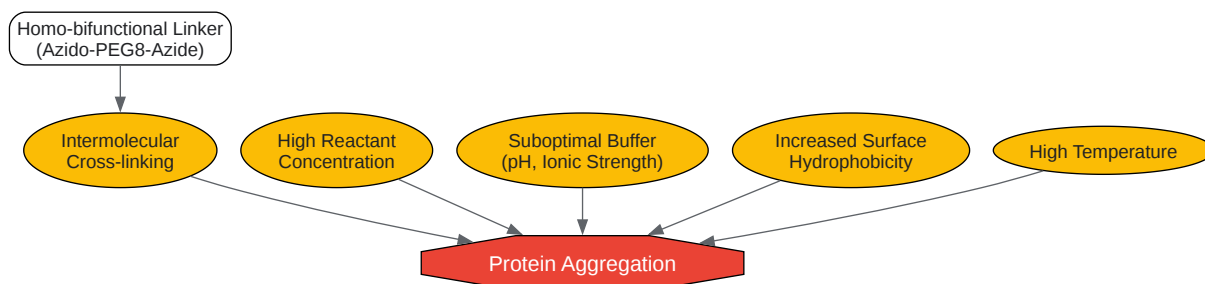 Homo-bifunctional Linker
(Azido-PEG8-Azide)
Intermolecular
Cross-linking
High Reactant
Concentration
Suboptimal Buffer
(pH, Ionic Strength)
Increased Surface
Hydrophobicity
High Temperature
Protein Aggregation